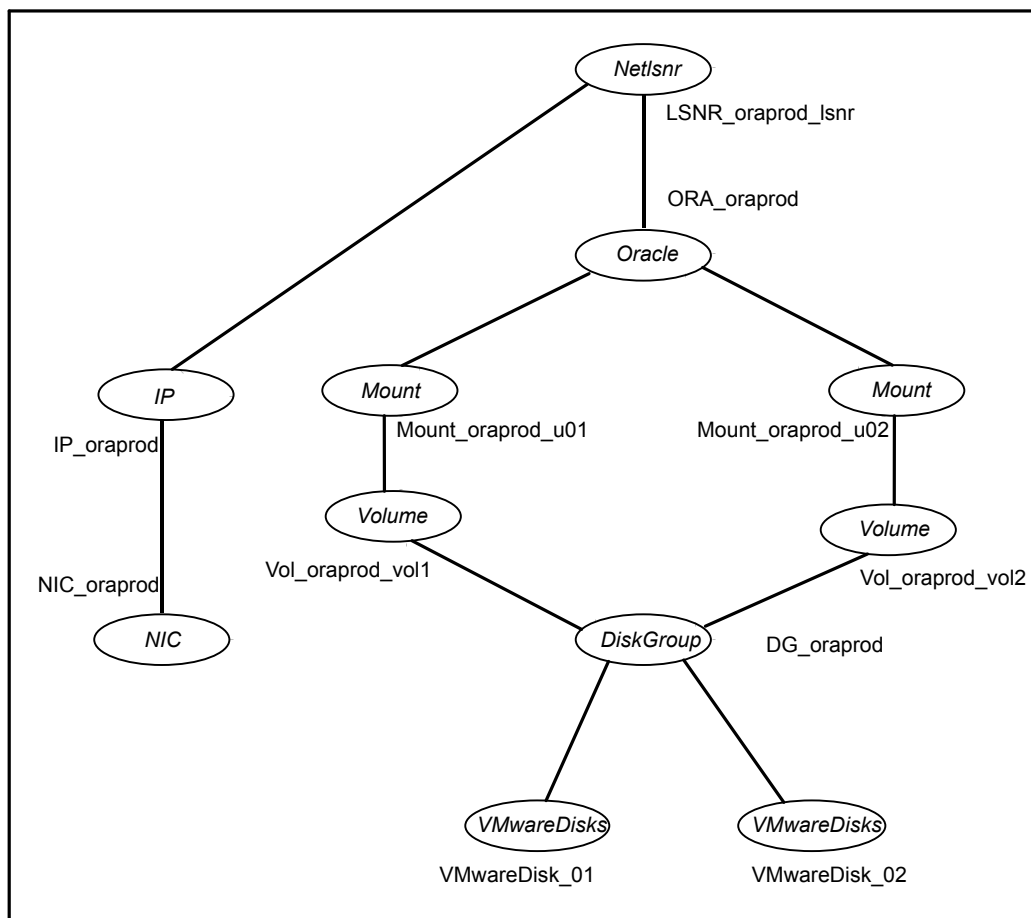 Netlsnr
LSNR_oraprod_lsnr
ORA_oraprod
Oracle
IP
Mount
Mount
IP_oraprod
Mount_oraprod_u01
Mount_oraprod_u02
Volume
Volume
Vol_oraprod_vol1
Vol_oraprod_vol2
NIC_oraprod
NIC
DiskGroup
DG_oraprod
VMwareDisks
VMwareDisks
VMwareDisk_01
VMwareDisk_02